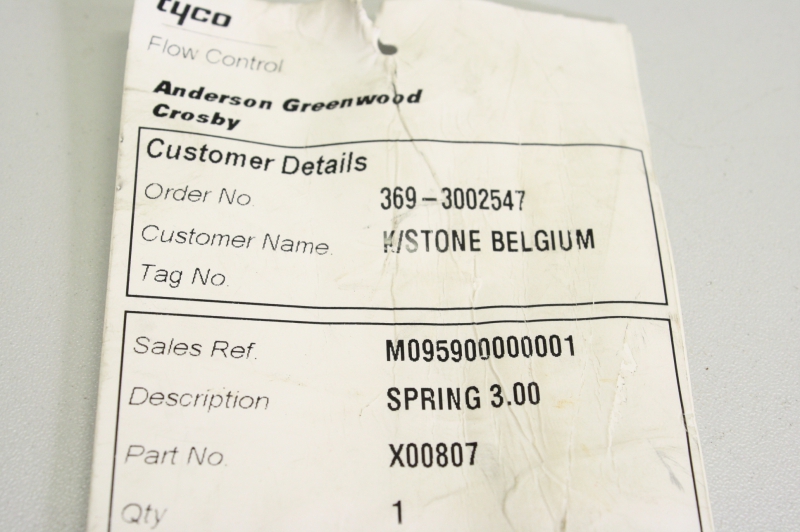 tyco
Flow Control
Anderson Greenwood
Crosby
Customer Details
Order No. 369-3002547
Customer Name. K/STONE BELGIUM
Tag No.
Sales Ref. M095900000001
Description SPRING 3.00
Part No. X00807
Qty 1